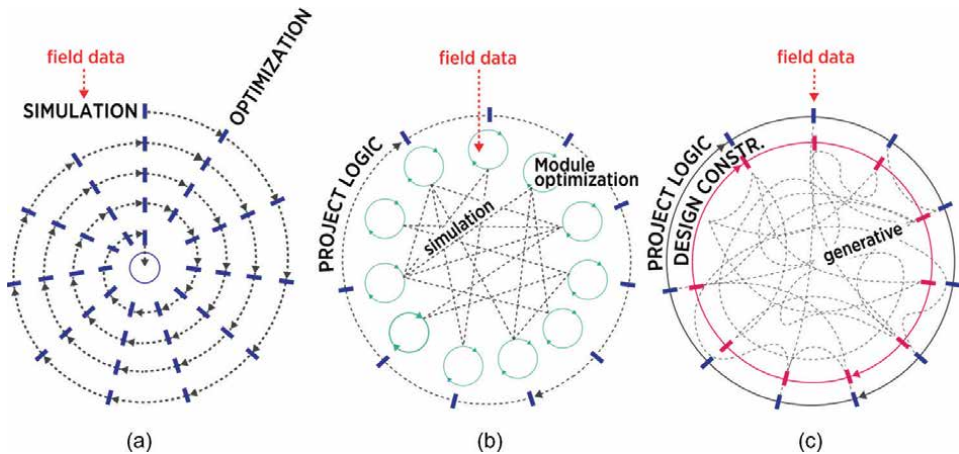 field data
SIMULATION
OPTIMIZATION
(a)
field data
PROJECT LOGIC
Module
optimization
simulation
(b)
field data
PROJECT LOGIC
DESIGN CONSTR.
generative
(c)